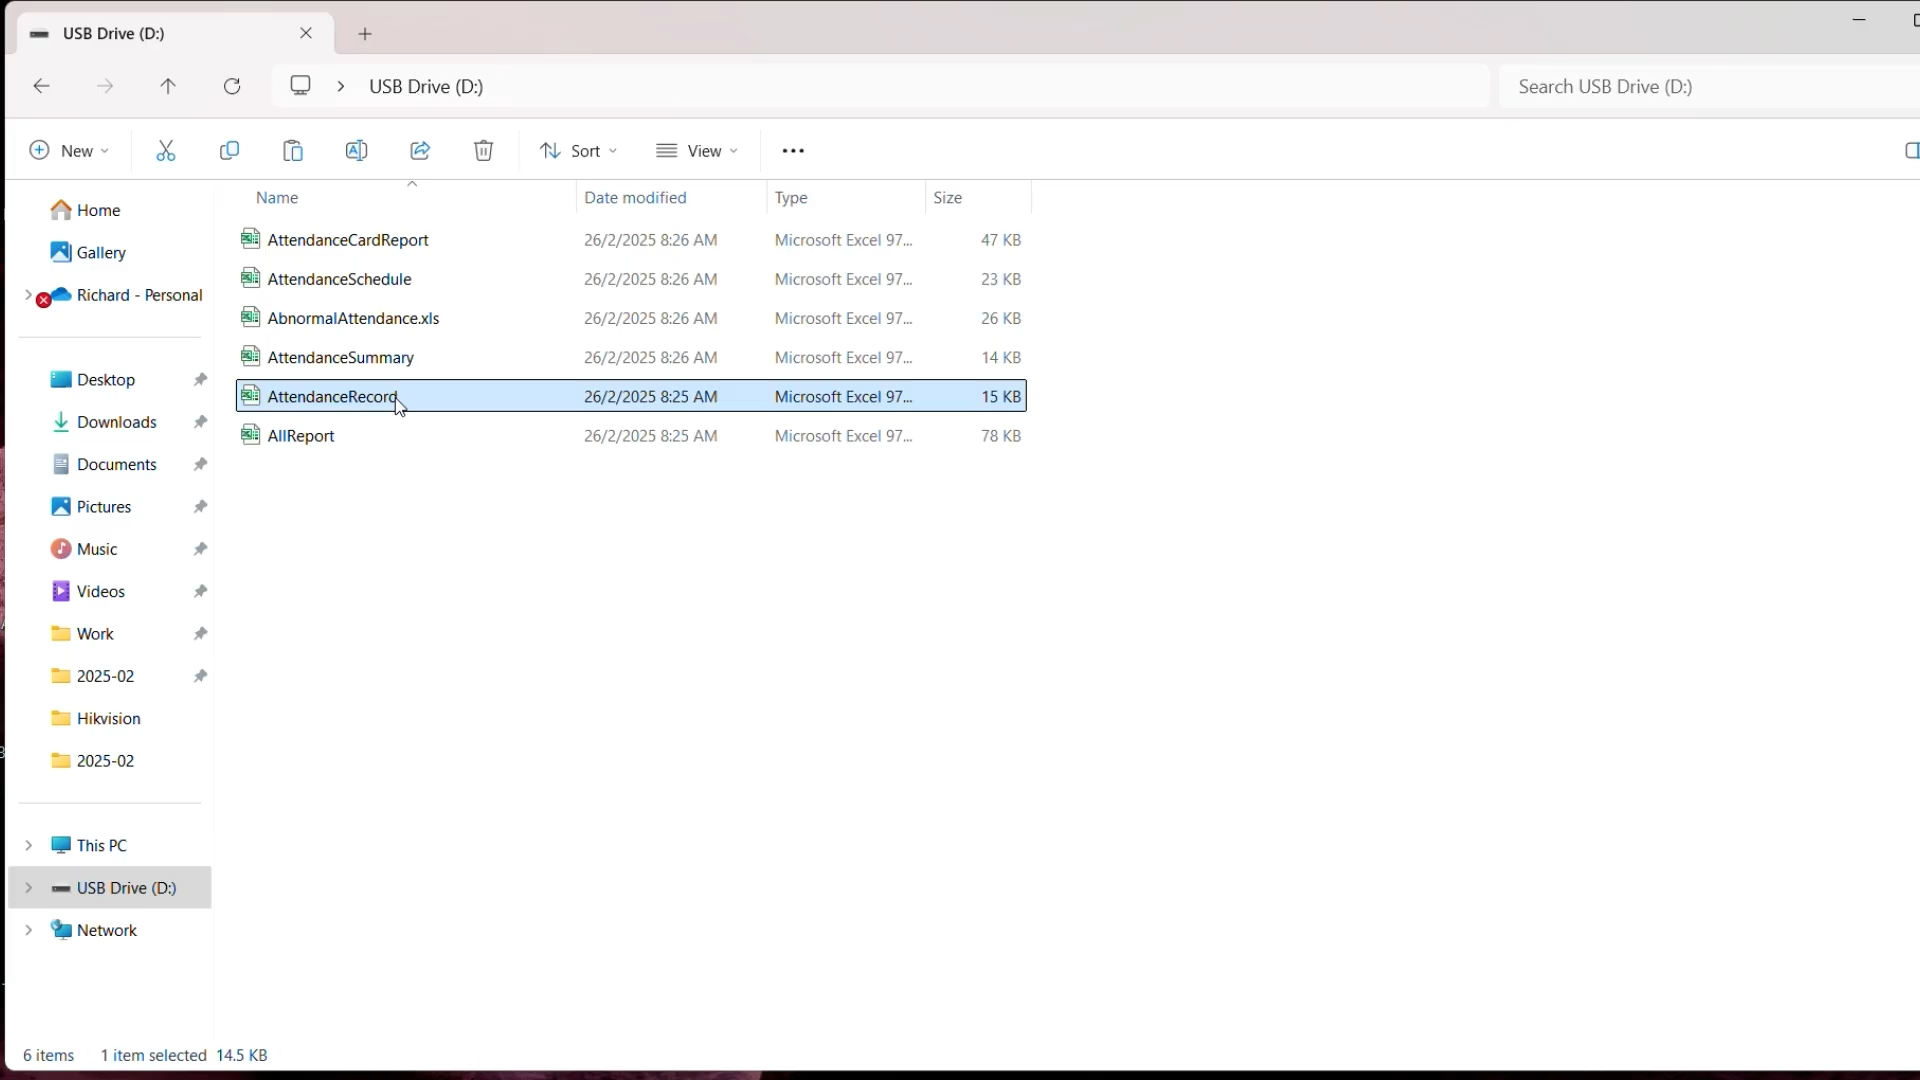 USB Drive (D:)
USB Drive (D:)
Search USB Drive (D:)
New
Sort
View
Name Date modified Type Size
Home
Gallery
Richard - Personal
Desktop
Downloads
Documents
Pictures
Music
Videos
Work
2025-02
Hikvision
2025-02
This PC
USB Drive (D:)
Network
AttendanceCardReport 26/2/2025 8:26 AM Microsoft Excel 97... 47 KB
AttendanceSchedule 26/2/2025 8:26 AM Microsoft Excel 97... 23 KB
AbnormalAttendance.xls 26/2/2025 8:26 AM Microsoft Excel 97... 26 KB
AttendanceSummary 26/2/2025 8:26 AM Microsoft Excel 97... 14 KB
AttendanceRecord 26/2/2025 8:25 AM Microsoft Excel 97... 15 KB
AllReport 26/2/2025 8:25 AM Microsoft Excel 97... 78 KB
6 items 1 item selected 14.5 KB